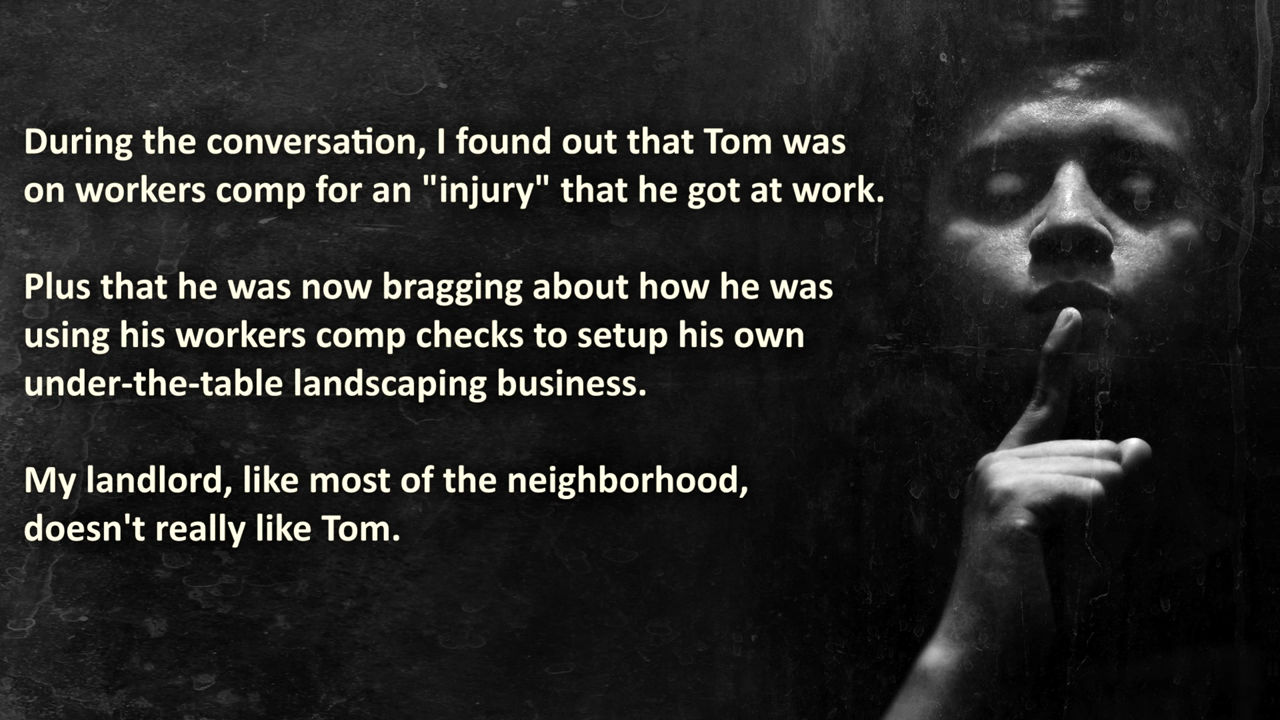 During the conversation, I found out that Tom was
on workers comp for an "injury" that he got at work.
Plus that he was now bragging about how he was
using his workers comp checks to setup his own
under-the-table landscaping business.
My landlord, like most of the neighborhood,
doesn't really like Tom.